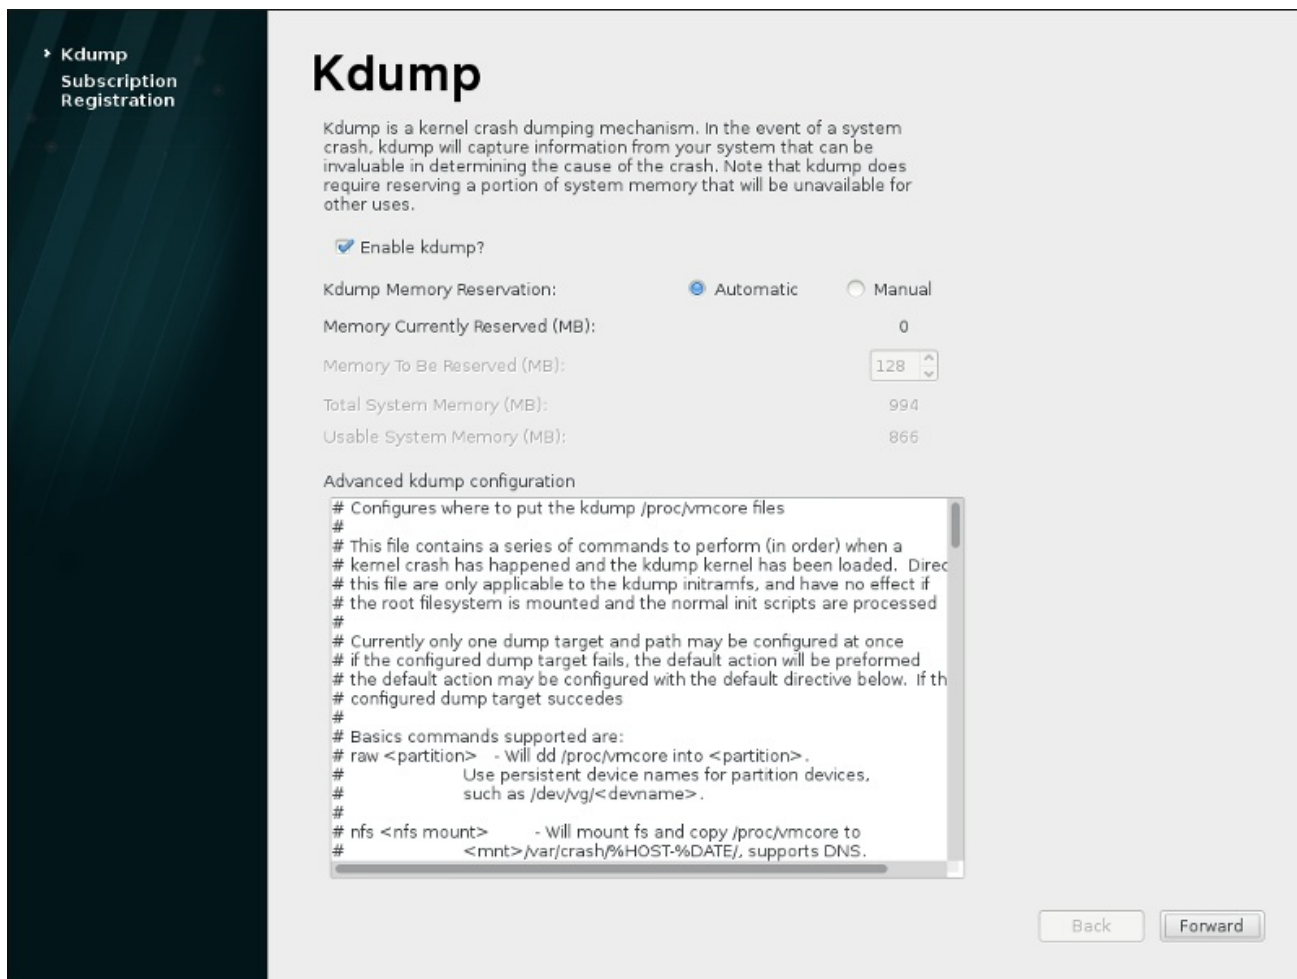 Kdump
Subscription
Registration
Kdump
Kdump is a kernel crash dumping mechanism. In the event of a system
crash, kdump will capture information from your system that can be
invaluable in determining the cause of the crash. Note that kdump does
require reserving a portion of system memory that will be unavailable for
other uses.
Enable kdump?
Kdump Memory Reservation: Automatic Manual
Memory Currently Reserved (MB): 0
Memory To Be Reserved (MB): 128
Total System Memory (MB): 994
Usable System Memory (MB): 866
Advanced kdump configuration
# Configures where to put the kdump /proc/vmcore files
#
# This file contains a series of commands to perform (in order) when a
# kernel crash has happened and the kdump kernel has been loaded.  Direc
# this file are only applicable to the kdump initramfs, and have no effect if
# the root filesystem is mounted and the normal init scripts are processed
#
# Currently only one dump target and path may be configured at once
# if the configured dump target fails, the default action will be preformed
# the default action may be configured with the default directive below.  If th
# configured dump target succedes
#
# Basics commands supported are:
# raw <partition>   - Will dd /proc/vmcore into <partition>.
#                     Use persistent device names for partition devices,
#                     such as /dev/vg/<devname>.
#
# nfs <nfs mount>        - Will mount fs and copy /proc/vmcore to
#                     <mnt>/var/crash/%HOST-%DATE/, supports DNS.
Back Forward